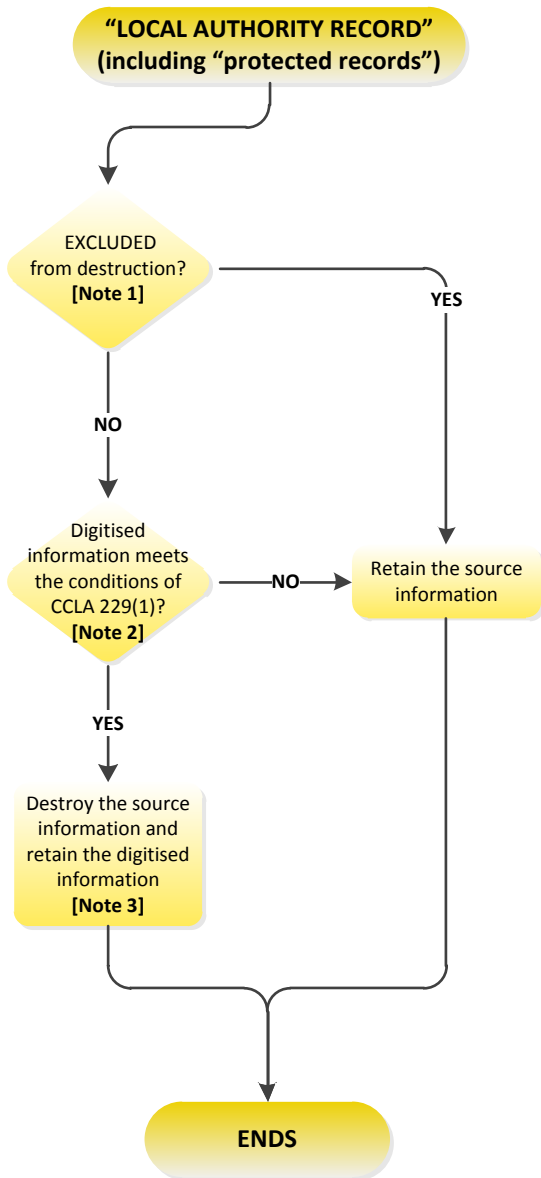 “LOCAL AUTHORITY RECORD”
(including “protected records”)
EXCLUDED
from destruction?
[Note 1]
YES
NO
Digitised
information meets
the conditions of
CCLA 229(1)?
[Note 2]
NO
Retain the source
information
YES
Destroy the source
information and
retain the digitised
information
[Note 3]
ENDS